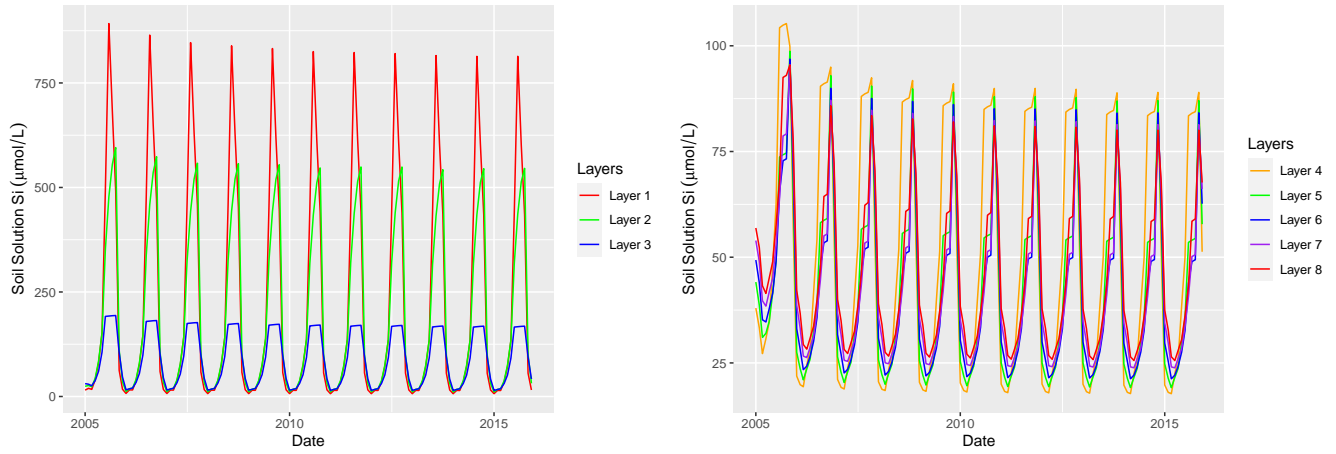 Soil Solution Si (µmol/L)
750
500
250
0
2005
2010
2015
Date
Layers
Layer 1
Layer 2
Layer 3
Soil Solution Si (µmol/L)
100
75
50
25
2005
2010
2015
Date
Layers
Layer 4
Layer 5
Layer 6
Layer 7
Layer 8